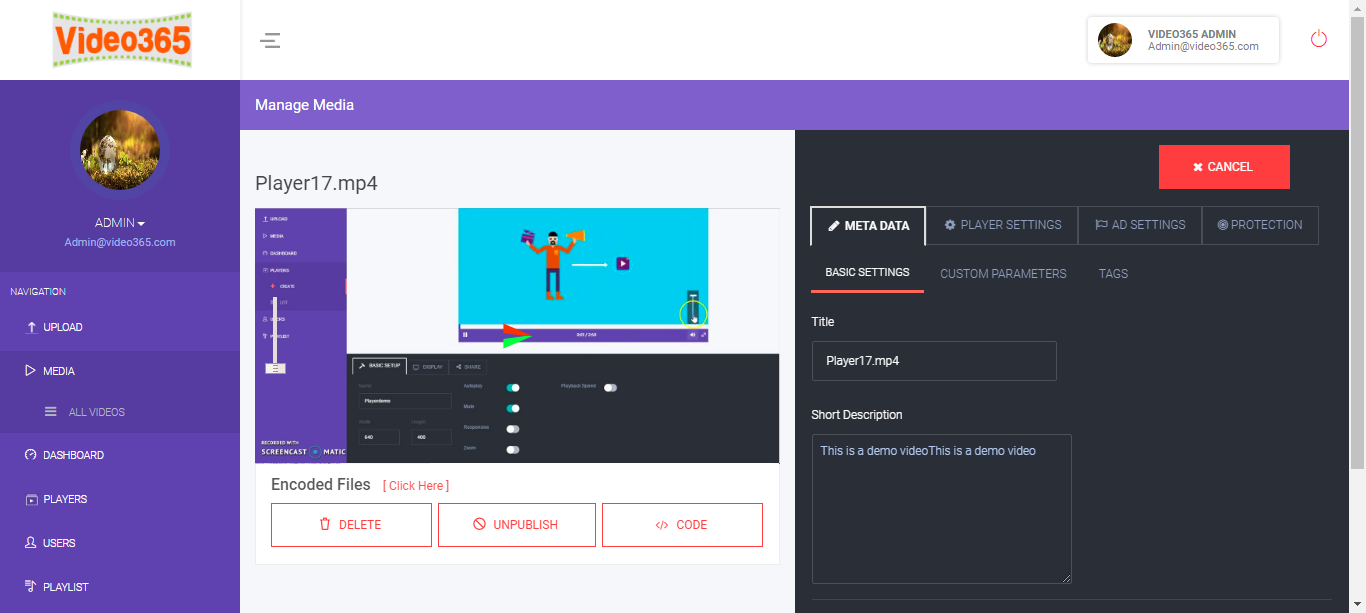 Video365
VIDEO365 ADMIN
Admin@video365.com
ADMIN
Admin@video365.com
NAVIGATION
UPLOAD
MEDIA
ALL VIDEOS
DASHBOARD
PLAYERS
USERS
PLAYLIST
Manage Media
Player17.mp4
UPLOAD
MEDIA
DASHBOARD
PLAYERS
CREATE
BASIC SETUP
DISPLAY
SHARE
Name
Playerdemo
Width
640
400
Autoplay
Mute
Responsive
Zoom
Playback Speed
RECORDED WITH
SCREENCAST MATIC
Encoded Files [ Click Here ]
DELETE
UNPUBLISH
</> CODE
CANCEL
META DATA
PLAYER SETTINGS
AD SETTINGS
PROTECTION
BASIC SETTINGS
CUSTOM PARAMETERS
TAGS
Title
Player17.mp4
Short Description
This is a demo videoThis is a demo video